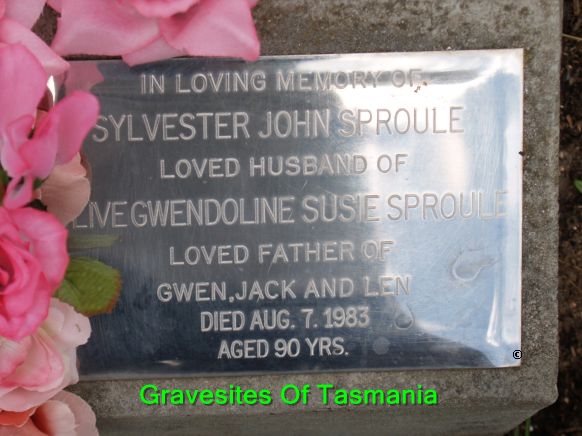 IN LOVING MEMORY OF.
SYLVESTER JOHN SPROULE
LOVED HUSBAND OF
LIVE GWENDOLINE SUSIE SPROULE
LOVED FATHER OF
GWEN, JACK AND LEN
DIED AUG. 7. 1983
AGED 90 YRS.
©
Gravesites Of Tasmania